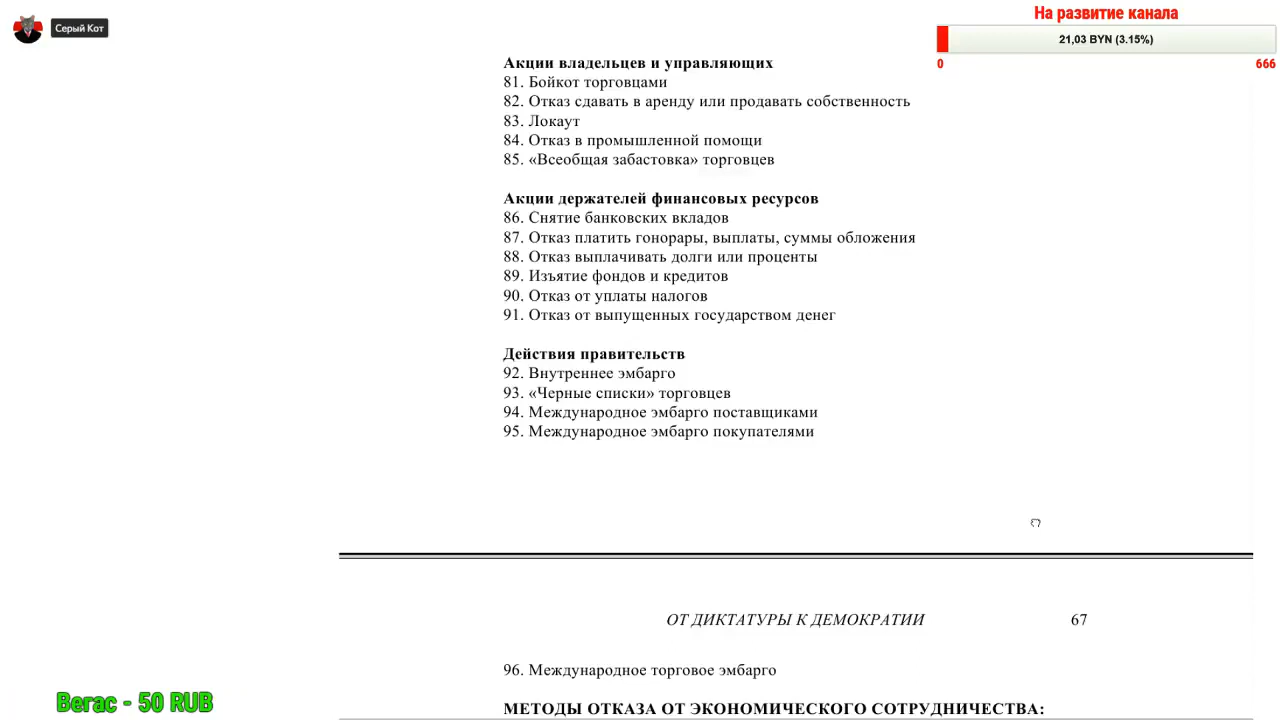 Серый Кот
На развитие канала
21,03 BYN (3.15%)
0 666
Акции владельцев и управляющих
81. Бойкот торговцами
82. Отказ сдавать в аренду или продавать собственность
83. Локаут
84. Отказ в промышленной помощи
85. «Всеобщая забастовка» торговцев
Акции держателей финансовых ресурсов
86. Снятие банковских вкладов
87. Отказ платить гонорары, выплаты, суммы обложения
88. Отказ выплачивать долги или проценты
89. Изъятие фондов и кредитов
90. Отказ от уплаты налогов
91. Отказ от выпущенных государством денег
Действия правительств
92. Внутреннее эмбарго
93. «Черные списки» торговцев
94. Международное эмбарго поставщиками
95. Международное эмбарго покупателями
ОТ ДИКТАТУРЫ К ДЕМОКРАТИИ 67
96. Международное торговое эмбарго
МЕТОДЫ ОТКАЗА ОТ ЭКОНОМИЧЕСКОГО СОТРУДНИЧЕСТВА:
Вегас - 50 RUB